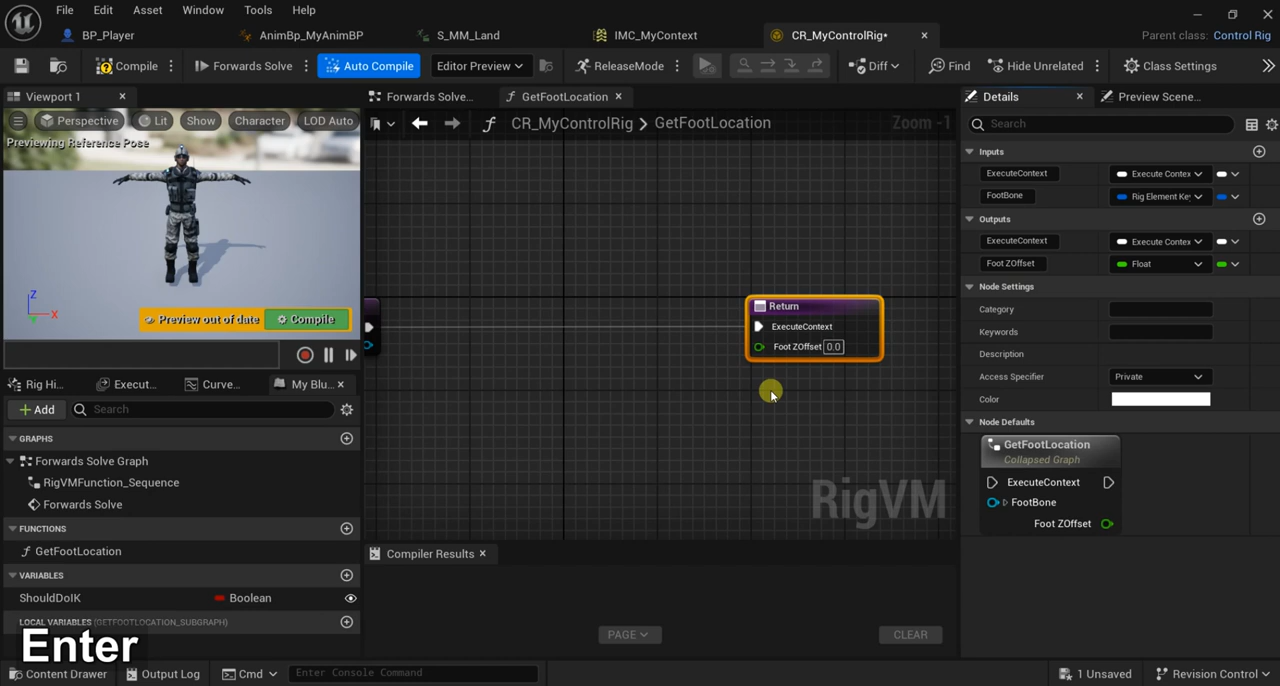 File Edit Asset Window Tools Help
BP_Player AnimBp_MyAnimBP S_MM_Land IMC_MyContext CR_MyControlRig* Parent class: Control Rig
Compile Forwards Solve Auto Compile Editor Preview ReleaseMode Diff Find Hide Unrelated Class Settings
Viewport 1 Forwards Solve... GetFootLocation Details Preview Scene...
Perspective Lit Show Character LOD Auto
CR_MyControlRig GetFootLocation Zoom -1
Search
Previewing Reference Pose
Inputs
ExecuteContext Execute Contex
FootBone Rig Element Key
Outputs
ExecuteContext Execute Contex
Foot ZOffset Float
Node Settings
Category
Keywords
Description
Access Specifier Private
Color
Node Defaults
GetFootLocation
Collapsed Graph
ExecuteContext
FootBone
Foot ZOffset
Return
ExecuteContext
Foot ZOffset 0.0
RigVM
Z
X
Preview out of date Compile
Rig Hi... Execut... Curve... My Blu...
Add Search
GRAPHS
Forwards Solve Graph
RigVMFunction_Sequence
Forwards Solve
FUNCTIONS
GetFootLocation
VARIABLES
ShouldDoIK Boolean
LOCAL VARIABLES (GETFOOTLOCATION_SUBGRAPH)
Enter
Compiler Results
PAGE CLEAR
Content Drawer Output Log Cmd Enter Console Command 1 Unsaved Revision Control